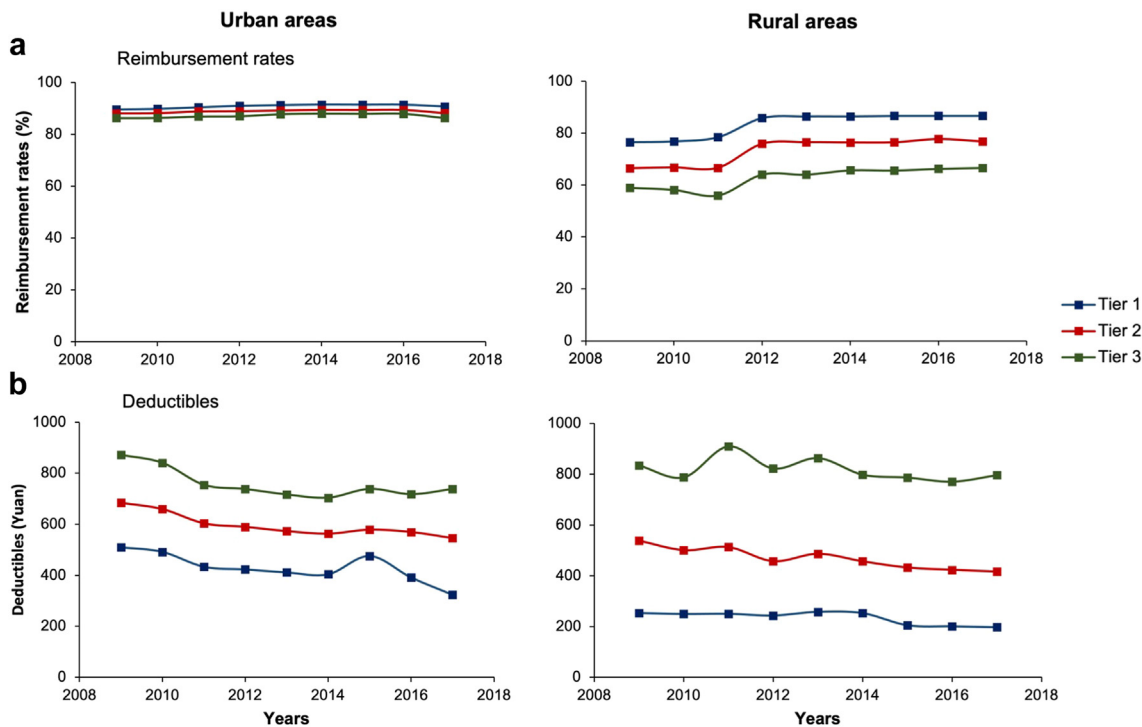 Urban areas
Rural areas
a
Reimbursement rates
Reimbursement rates (%)
100
80
60
40
20
0
2008 2010 2012 2014 2016 2018
100
80
60
40
20
0
2008 2010 2012 2014 2016 2018
Tier 1
Tier 2
Tier 3
b
Deductibles
Deductibles (Yuan)
1000
800
600
400
200
0
2008 2010 2012 2014 2016 2018
Years
1000
800
600
400
200
0
2008 2010 2012 2014 2016 2018
Years